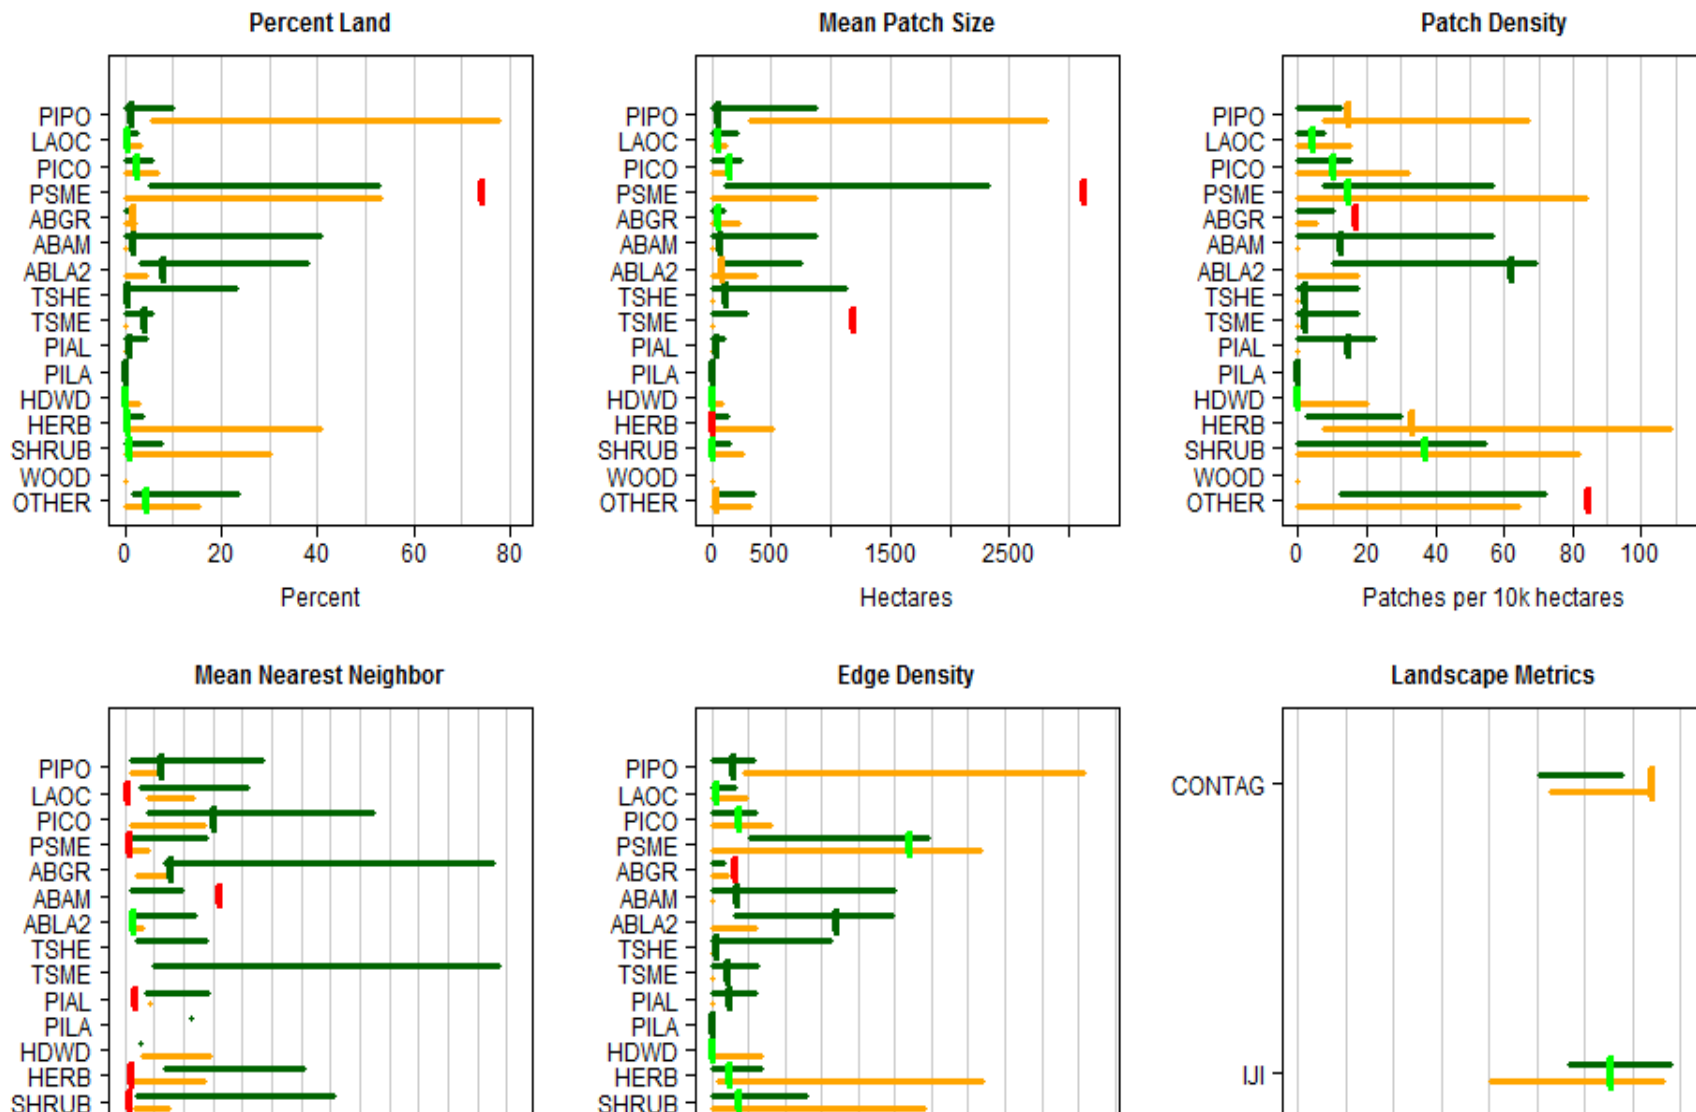 Percent Land
PIPO
LAOC
PICO
PSME
ABGR
ABAM
ABLA2
TSHE
TSME
PIAL
PILA
HDWD
HERB
SHRUB
WOOD
OTHER
0 20 40 60 80
Percent
Mean Patch Size
PIPO
LAOC
PICO
PSME
ABGR
ABAM
ABLA2
TSHE
TSME
PIAL
PILA
HDWD
HERB
SHRUB
WOOD
OTHER
0 500 1500 2500
Hectares
Patch Density
PIPO
LAOC
PICO
PSME
ABGR
ABAM
ABLA2
TSHE
TSME
PIAL
PILA
HDWD
HERB
SHRUB
WOOD
OTHER
0 20 40 60 80 100
Patches per 10k hectares
Mean Nearest Neighbor
PIPO
LAOC
PICO
PSME
ABGR
ABAM
ABLA2
TSHE
TSME
PIAL
PILA
HDWD
HERB
SHRUB
Edge Density
PIPO
LAOC
PICO
PSME
ABGR
ABAM
ABLA2
TSHE
TSME
PIAL
PILA
HDWD
HERB
SHRUB
Landscape Metrics
CONTAG
IJI